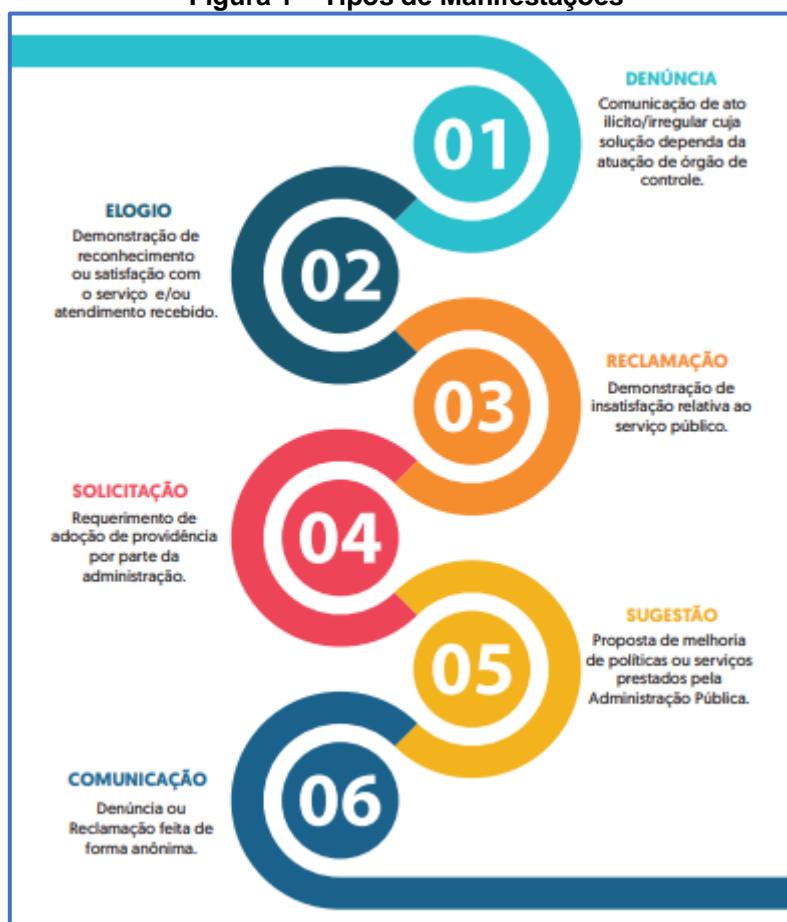 Figura 1 – Tipos de Manifestações
01
DENÚNCIA
Comunicação de ato
ilícito/irregular cuja
solução dependa da
atuação de órgão de
controle.
02
ELOGIO
Demonstração de
reconhecimento
ou satisfação com
o serviço e/ou
atendimento recebido.
03
RECLAMAÇÃO
Demonstração de
insatisfação relativa ao
serviço público.
04
SOLICITAÇÃO
Requerimento de
adoção de providência
por parte da
administração.
05
SUGESTÃO
Proposta de melhoria
de políticas ou serviços
prestados pela
Administração Pública.
06
COMUNICAÇÃO
Denúncia ou
Reclamação feita de
forma anônima.